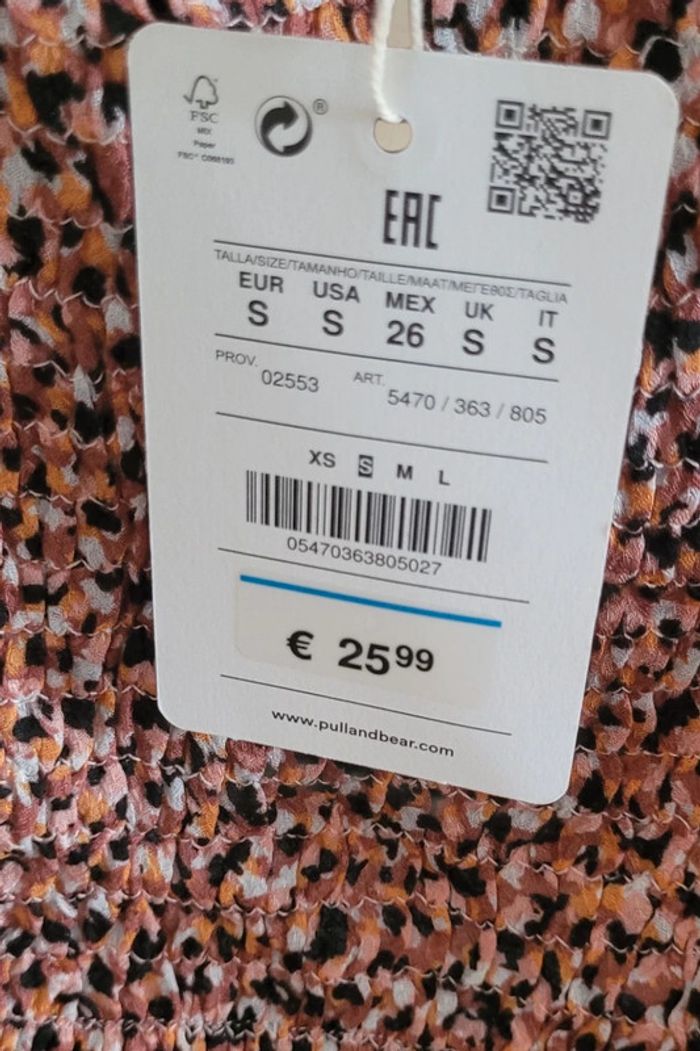 FSC
MIX
Paper
FSC® C068193
®
EAC
TALLA/SIZE/TAMANHO/TAILLE/MAAT/ΜΕΓΕΘΟΣ/TAGLIA
EUR USA MEX UK IT
S S 26 S S
PROV. 02553 ART. 5470 / 363 / 805
XS S M L
05470363805027
€ 25 99
www.pullandbear.com